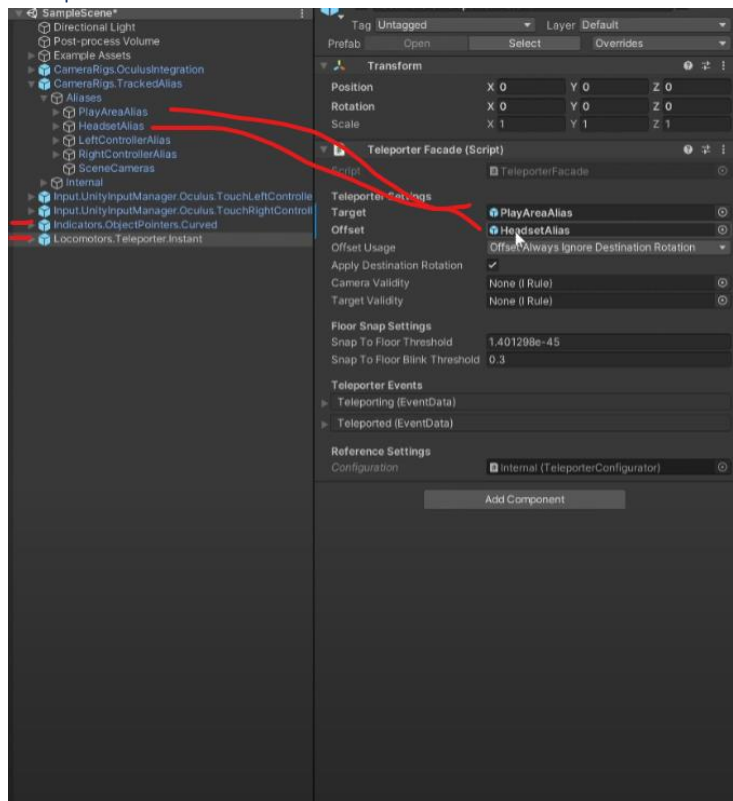 SampleScene*
Directional Light
Post-process Volume
Example Assets
CameraRigs.OculusIntegration
CameraRigs.TrackedAlias
Aliases
PlayAreaAlias
HeadsetAlias
LeftControllerAlias
RightControllerAlias
SceneCameras
Internal
Input.UnityInputManager.Oculus.TouchLeftControlle
Input.UnityInputManager.Oculus.TouchRightControll
Indicators.ObjectPointers.Curved
Locomotors.Teleporter.Instant
Tag Untagged Layer Default
Prefab Open Select Overrides
Transform
Position X 0 Y 0 Z 0
Rotation X 0 Y 0 Z 0
Scale X 1 Y 1 Z 1
Teleporter Facade (Script)
Script TeleporterFacade
Teleporter Settings
Target PlayAreaAlias
Offset HeadsetAlias
Offset Usage Offset Always Ignore Destination Rotation
Apply Destination Rotation
Camera Validity None (I Rule)
Target Validity None (I Rule)
Floor Snap Settings
Snap To Floor Threshold 1.401298e-45
Snap To Floor Blink Threshold 0.3
Teleporter Events
Teleporting (EventData)
Teleported (EventData)
Reference Settings
Configuration Internal (TeleporterConfigurator)
Add Component